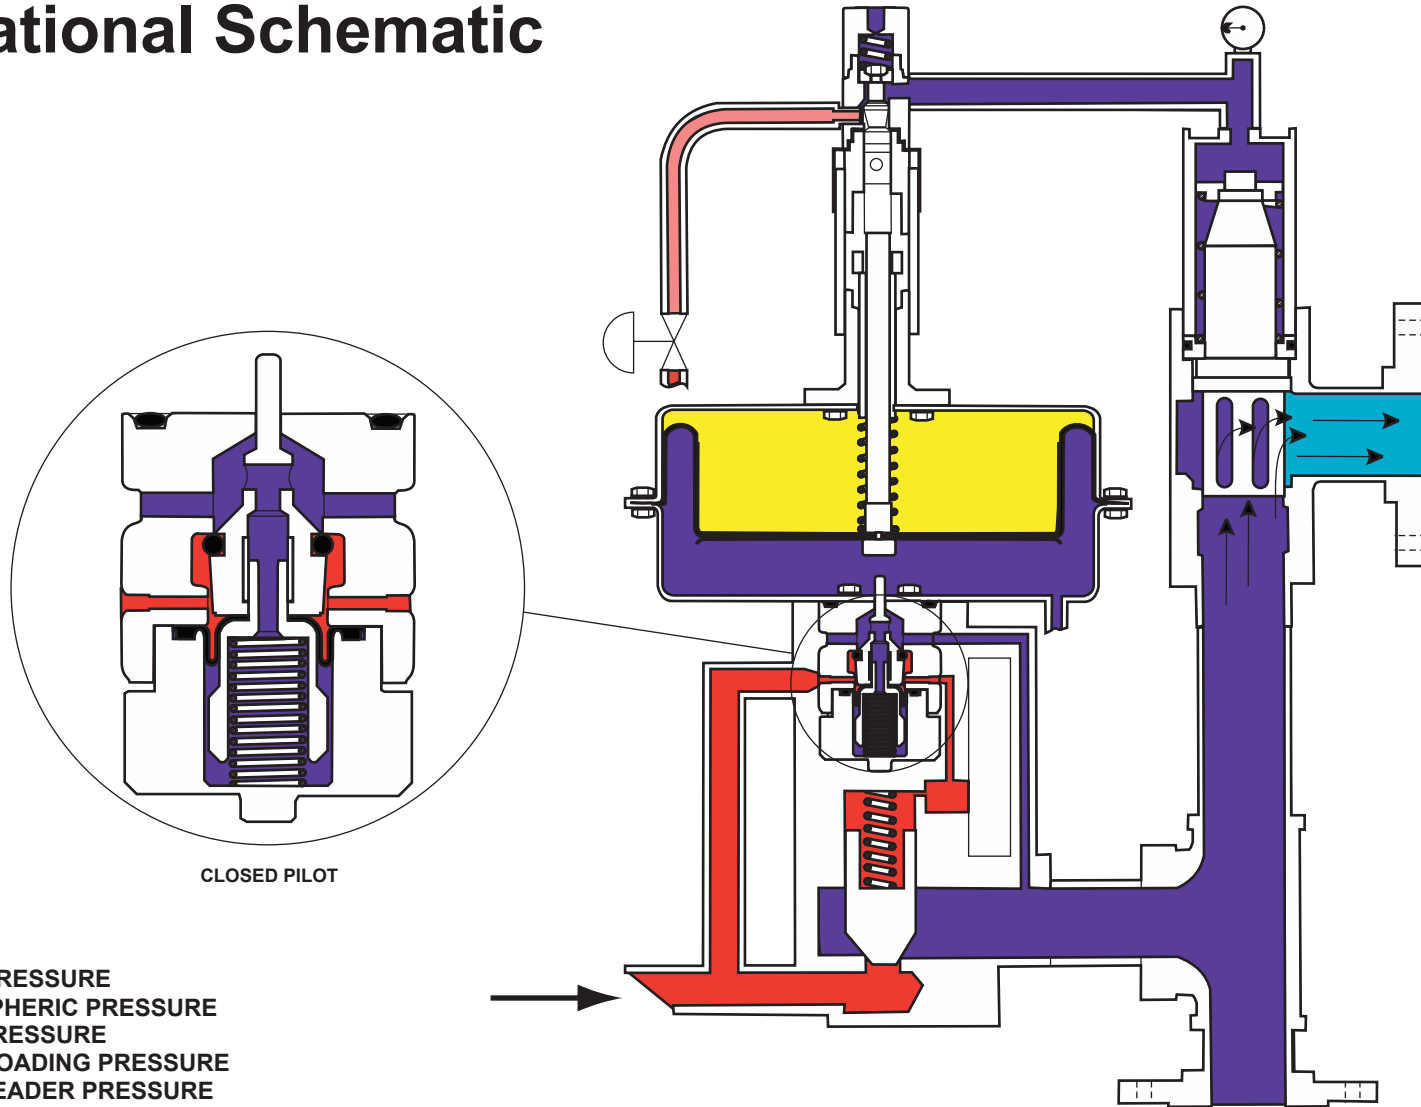 ational Schematic
CLOSED PILOT
RESSURE
PHERIC PRESSURE
RESSURE
OADING PRESSURE
EADER PRESSURE